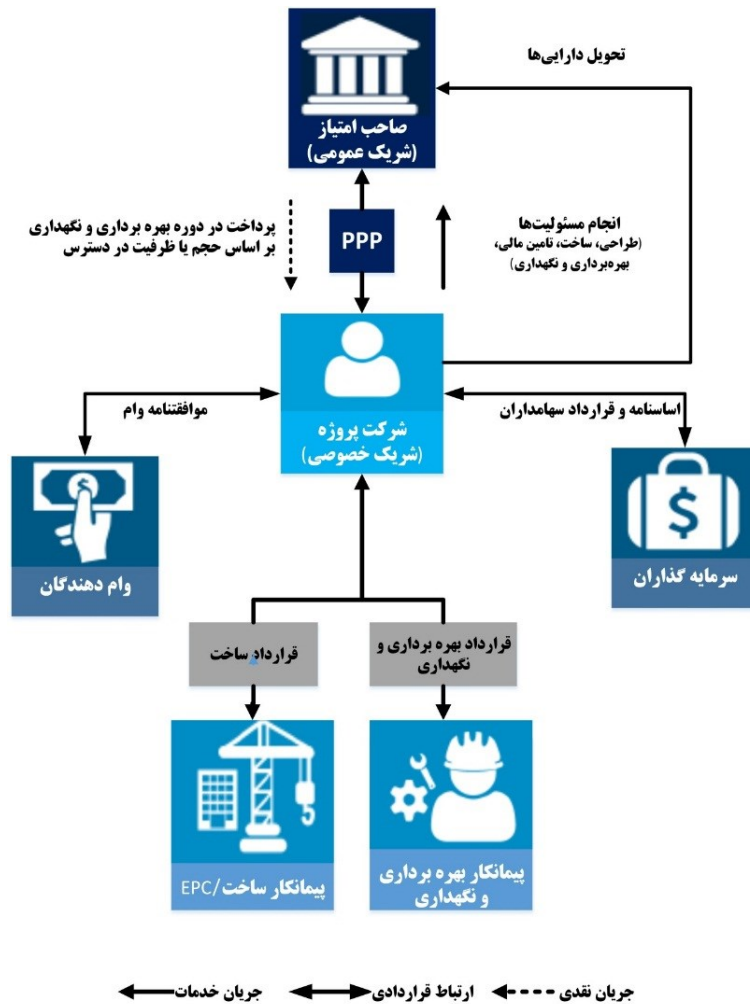 تحویل دارایی‌ها
صاحب امتیاز
(شریک عمومی)
پرداخت در دوره بهره برداری و نگهداری
بر اساس حجم یا ظرفیت در دسترس
PPP
انجام مسئولیت‌ها
(طراحی، ساخت، تامین مالی،
بهره‌برداری و نگهداری)
شرکت پروژه
(شریک خصوصی)
اساسنامه و قرارداد سهامداران
موافقتنامه وام
سرمایه گذاران
وام دهندگان
قرارداد بهره برداری و
نگهداری
قرارداد ساخت
پیمانکار بهره برداری
و نگهداری
پیمانکار ساخت/EPC
جریان نقدی
ارتباط قراردادی
جریان خدمات